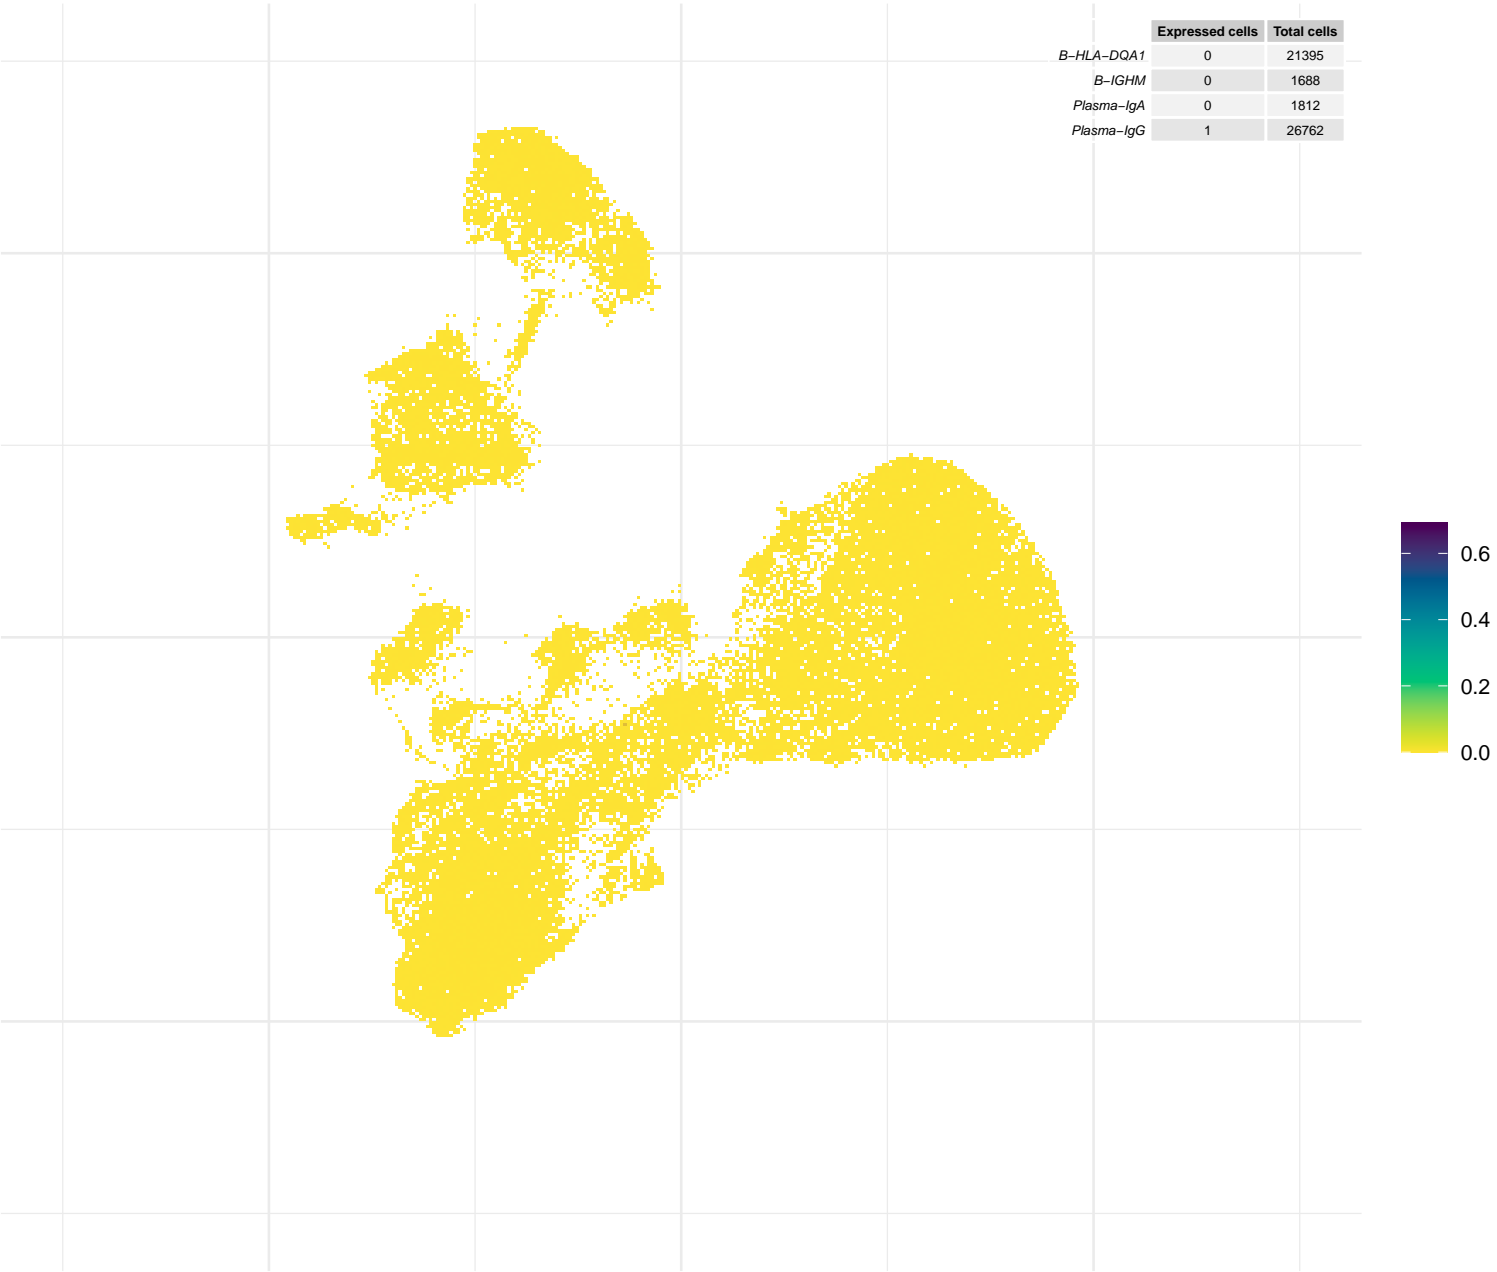 Expressed cells Total cells
B−HLA−DQA1 0 21395
B−IGHM 0 1688
Plasma−IgA 0 1812
Plasma−IgG 1 26762
0.6
0.4
0.2
0.0